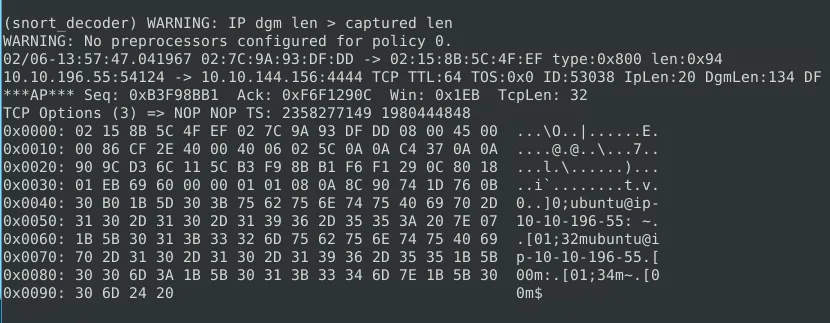 (snort_decoder) WARNING: IP dgm len > captured len
WARNING: No preprocessors configured for policy 0.
02/06-13:57:47.041967 02:7C:9A:93:DF:DD -> 02:15:8B:5C:4F:EF type:0x800 len:0x94
10.10.196.55:54124 -> 10.10.144.156:4444 TCP TTL:64 TOS:0x0 ID:53038 IpLen:20 DgmLen:134 DF
***AP*** Seq: 0xB3F98BB1  Ack: 0xF6F1290C  Win: 0x1EB  TcpLen: 32
TCP Options (3) => NOP NOP TS: 2358277149 1980444848
0x0000: 02 15 8B 5C 4F EF 02 7C 9A 93 DF DD 08 00 45 00  ...\O..|......E.
0x0010: 00 86 CF 2E 40 00 40 06 02 5C 0A 0A C4 37 0A 0A  ....@.@..\...7..
0x0020: 90 9C D3 6C 11 5C B3 F9 8B B1 F6 F1 29 0C 80 18  ...l.\......)...
0x0030: 01 EB 69 60 00 00 01 01 08 0A 8C 90 74 1D 76 0B  ..i`........t.v.
0x0040: 30 B0 1B 5D 30 3B 75 62 75 6E 74 75 40 69 70 2D  0..]0;ubuntu@ip-
0x0050: 31 30 2D 31 30 2D 31 39 36 2D 35 35 3A 20 7E 07  10-10-196-55: ~.
0x0060: 1B 5B 30 31 3B 33 32 6D 75 62 75 6E 74 75 40 69  .[01;32mubuntu@i
0x0070: 70 2D 31 30 2D 31 30 2D 31 39 36 2D 35 35 1B 5B  p-10-10-196-55.[
0x0080: 30 30 6D 3A 1B 5B 30 31 3B 33 34 6D 7E 1B 5B 30  00m:.[01;34m~.[0
0x0090: 30 6D 24 20  0m$